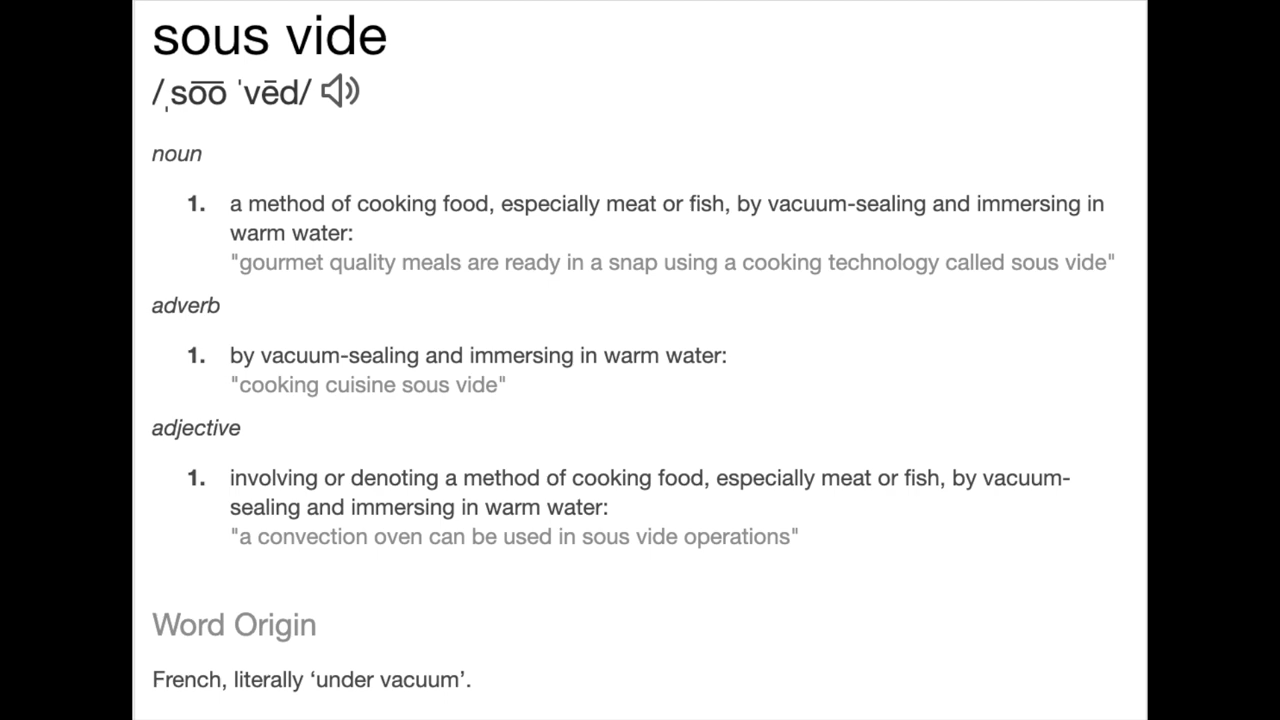 sous vide
/ˌso͞o ˈvēd/
noun
1. a method of cooking food, especially meat or fish, by vacuum-sealing and immersing in
warm water:
"gourmet quality meals are ready in a snap using a cooking technology called sous vide"
adverb
1. by vacuum-sealing and immersing in warm water:
"cooking cuisine sous vide"
adjective
1. involving or denoting a method of cooking food, especially meat or fish, by vacuum-
sealing and immersing in warm water:
"a convection oven can be used in sous vide operations"
Word Origin
French, literally ‘under vacuum’.